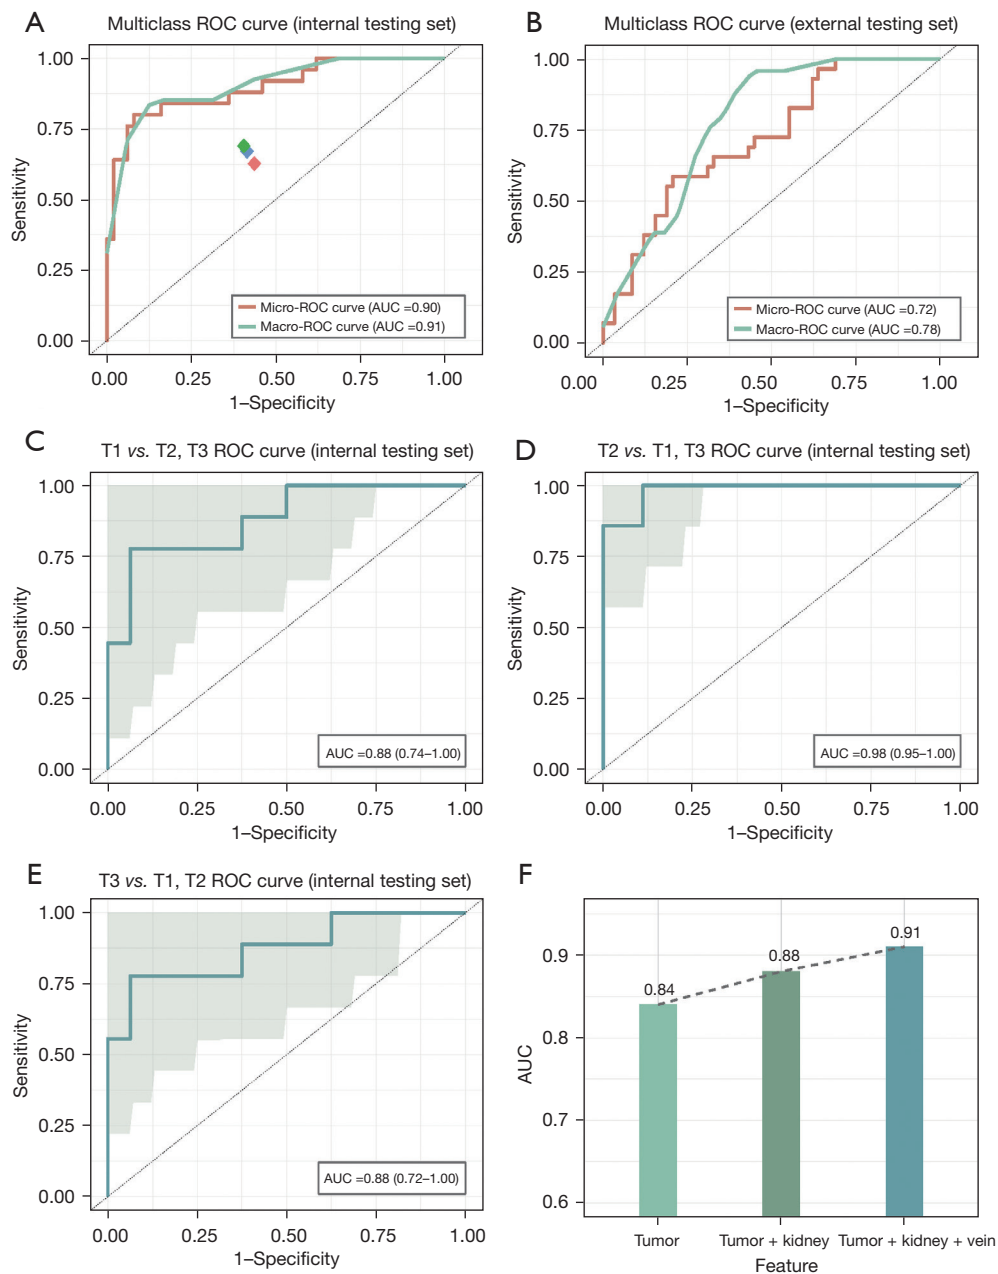 A
Multiclass ROC curve (internal testing set)
1.00
0.75
0.50
0.25
0.00
Sensitivity
Micro-ROC curve (AUC =0.90)
Macro-ROC curve (AUC =0.91)
0.00 0.25 0.50 0.75 1.00
1–Specificity
B
Multiclass ROC curve (external testing set)
1.00
0.75
0.50
0.25
0.00
Sensitivity
Micro-ROC curve (AUC =0.72)
Macro-ROC curve (AUC =0.78)
0.00 0.25 0.50 0.75 1.00
1–Specificity
C
T1 vs. T2, T3 ROC curve (internal testing set)
1.00
0.75
0.50
0.25
0.00
Sensitivity
AUC =0.88 (0.74–1.00)
0.00 0.25 0.50 0.75 1.00
1–Specificity
D
T2 vs. T1, T3 ROC curve (internal testing set)
1.00
0.75
0.50
0.25
0.00
Sensitivity
AUC =0.98 (0.95–1.00)
0.00 0.25 0.50 0.75 1.00
1–Specificity
E
T3 vs. T1, T2 ROC curve (internal testing set)
1.00
0.75
0.50
0.25
0.00
Sensitivity
AUC =0.88 (0.72–1.00)
0.00 0.25 0.50 0.75 1.00
1–Specificity
F
0.9
0.8
0.7
0.6
AUC
0.84
0.88
0.91
Tumor Tumor + kidney Tumor + kidney + vein
Feature